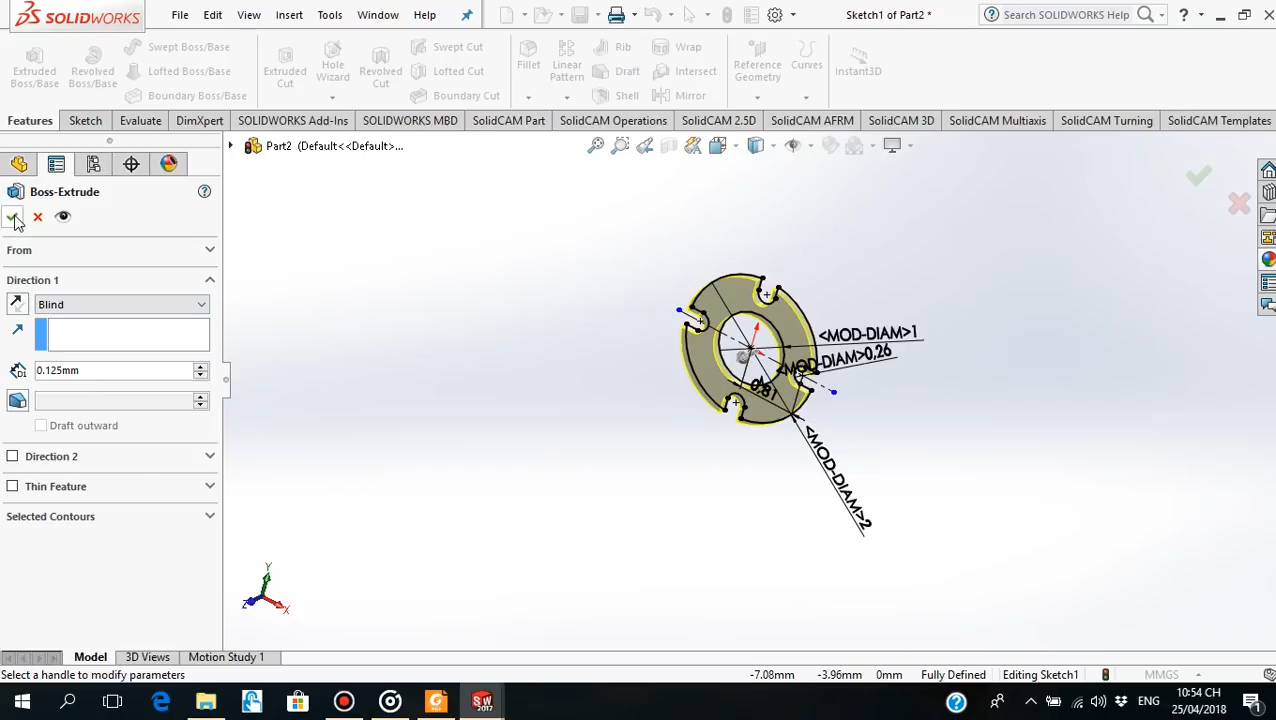 SOLIDWORKS
File Edit View Insert Tools Window Help
Sketch1 of Part2 *
Search SOLIDWORKS Help
Extruded Boss/Base
Revolved Boss/Base
Swept Boss/Base
Lofted Boss/Base
Boundary Boss/Base
Extruded Cut
Hole Wizard
Revolved Cut
Swept Cut
Lofted Cut
Boundary Cut
Fillet
Linear Pattern
Rib
Draft
Shell
Wrap
Intersect
Mirror
Reference Geometry
Curves
Instant3D
Features Sketch Evaluate DimXpert SOLIDWORKS Add-Ins SOLIDWORKS MBD SolidCAM Part SolidCAM Operations SolidCAM 2.5D SolidCAM AFRM SolidCAM 3D SolidCAM Multiaxis SolidCAM Turning SolidCAM Templates
Part2 (Default<<Default>...
Boss-Extrude
From
Direction 1
Blind
0.125mm
Draft outward
Direction 2
Thin Feature
Selected Contours
<MOD-DIAM>1
<MOD-DIAM>0,26
0,81
<MOD-DIAM>2
Y
Z
X
Model 3D Views Motion Study 1
Select a handle to modify parameters
-7.08mm -3.96mm 0mm Fully Defined Editing Sketch1 MMGS
SW
2017
ENG
10:54 CH
25/04/2018
1